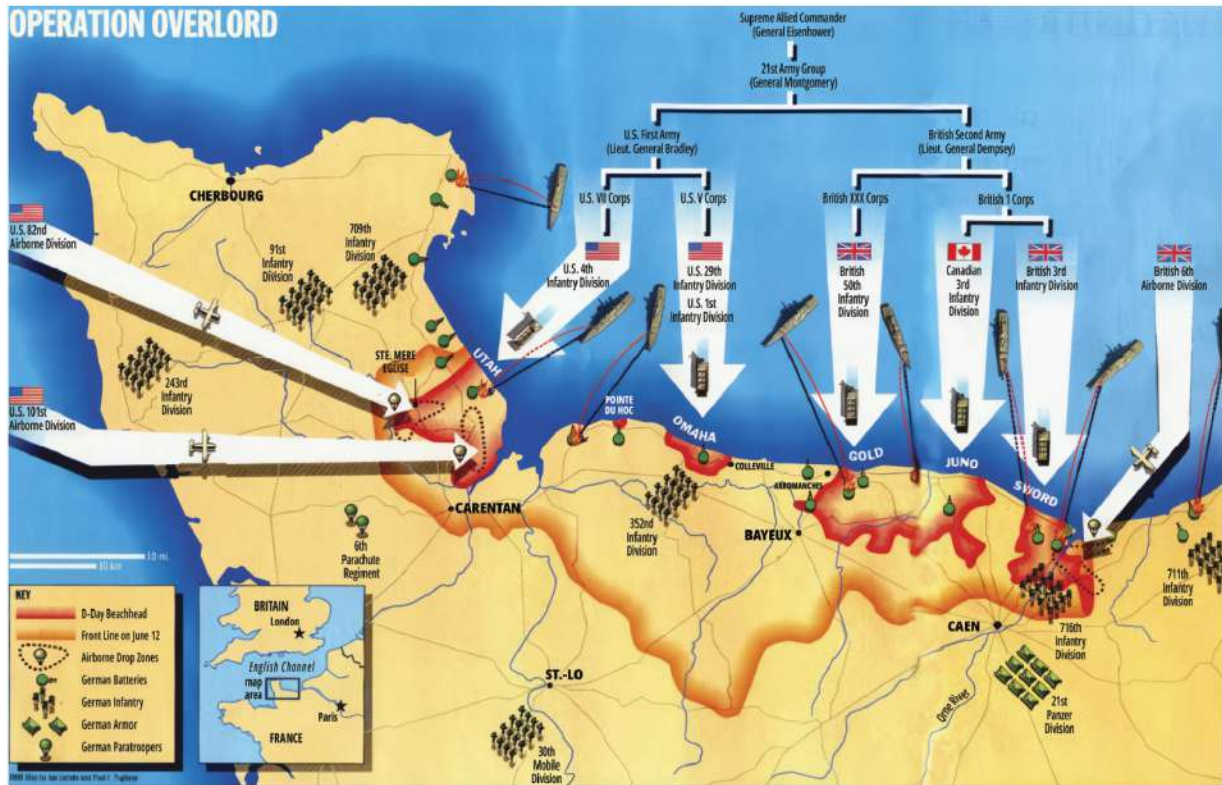 OPERATION OVERLORD
Supreme Allied Commander
(General Eisenhower)
21st Army Group
(General Montgomery)
U.S. First Army
(Lieut. General Bradley)
British Second Army
(Lieut. General Dempsey)
U.S. VII Corps
U.S. V Corps
British XXX Corps
British 1 Corps
U.S. 4th
Infantry Division
U.S. 29th
Infantry Division
U.S. 1st
Infantry Division
British
50th
Infantry
Division
Canadian
3rd
Infantry
Division
British 3rd
Infantry Division
British 6th
Airborne Division
U.S. 82nd
Airborne Division
U.S. 101st
Airborne Division
CHERBOURG
91st
Infantry
Division
709th
Infantry
Division
243rd
Infantry
Division
STE. MERE
EGLISE
UTAH
POINTE
DU HOC
OMAHA
COLLEVILLE
GOLD
ARROMANCHES
JUNO
SWORD
CARENTAN
6th
Parachute
Regiment
352nd
Infantry
Division
BAYEUX
CAEN
716th
Infantry
Division
711th
Infantry
Division
21st
Panzer
Division
Orne River
ST.-LO
30th
Mobile
Division
10 mi.
10 km
KEY
D-Day Beachhead
Front Line on June 12
Airborne Drop Zones
German Batteries
German Infantry
German Armor
German Paratroopers
BRITAIN
London
English Channel
map
area
Paris
FRANCE